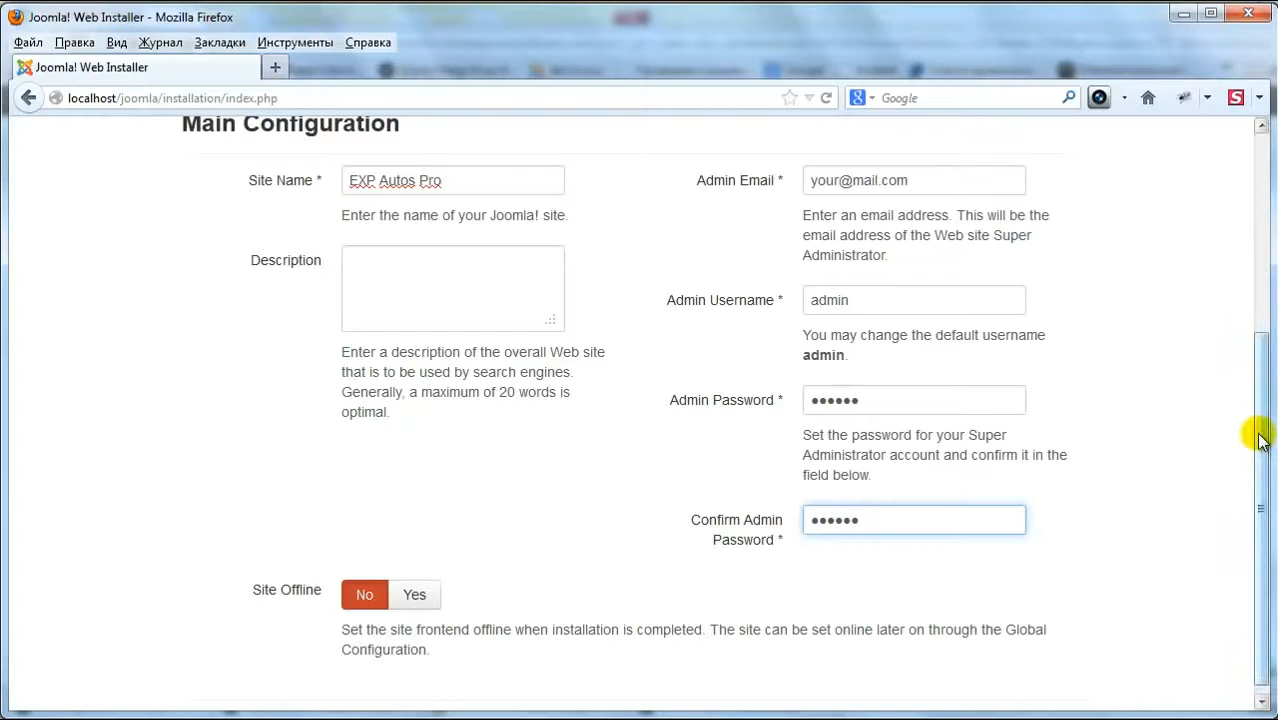 Joomla! Web Installer - Mozilla Firefox
Файл Правка Вид Журнал Закладки Инструменты Справка
Joomla! Web Installer
localhost/joomla/installation/index.php
Google
Main Configuration
Site Name *
EXP Autos Pro
Enter the name of your Joomla! site.
Description
Enter a description of the overall Web site
that is to be used by search engines.
Generally, a maximum of 20 words is
optimal.
Admin Email *
your@mail.com
Enter an email address. This will be the
email address of the Web site Super
Administrator.
Admin Username *
admin
You may change the default username
admin.
Admin Password *
••••••
Set the password for your Super
Administrator account and confirm it in the
field below.
Confirm Admin
Password *
••••••
Site Offline
No Yes
Set the site frontend offline when installation is completed. The site can be set online later on through the Global
Configuration.